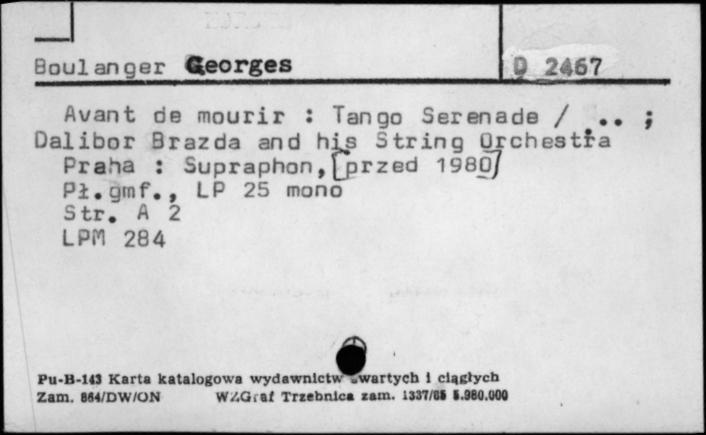 Boulanger Georges
D 2467
Avant de mourir : Tango Serenade / ... ;
Dalibor Brazda and his String Orchestra
Praha : Supraphon, [przed 1980]
Pł.gmf., LP 25 mono
Str. A 2
LPM 284
Pu-B-143 Karta katalogowa wydawnictw zwartych i ciągłych
Zam. 864/DW/ON WZGraf Trzebnica zam. 1337/85 5.980.000